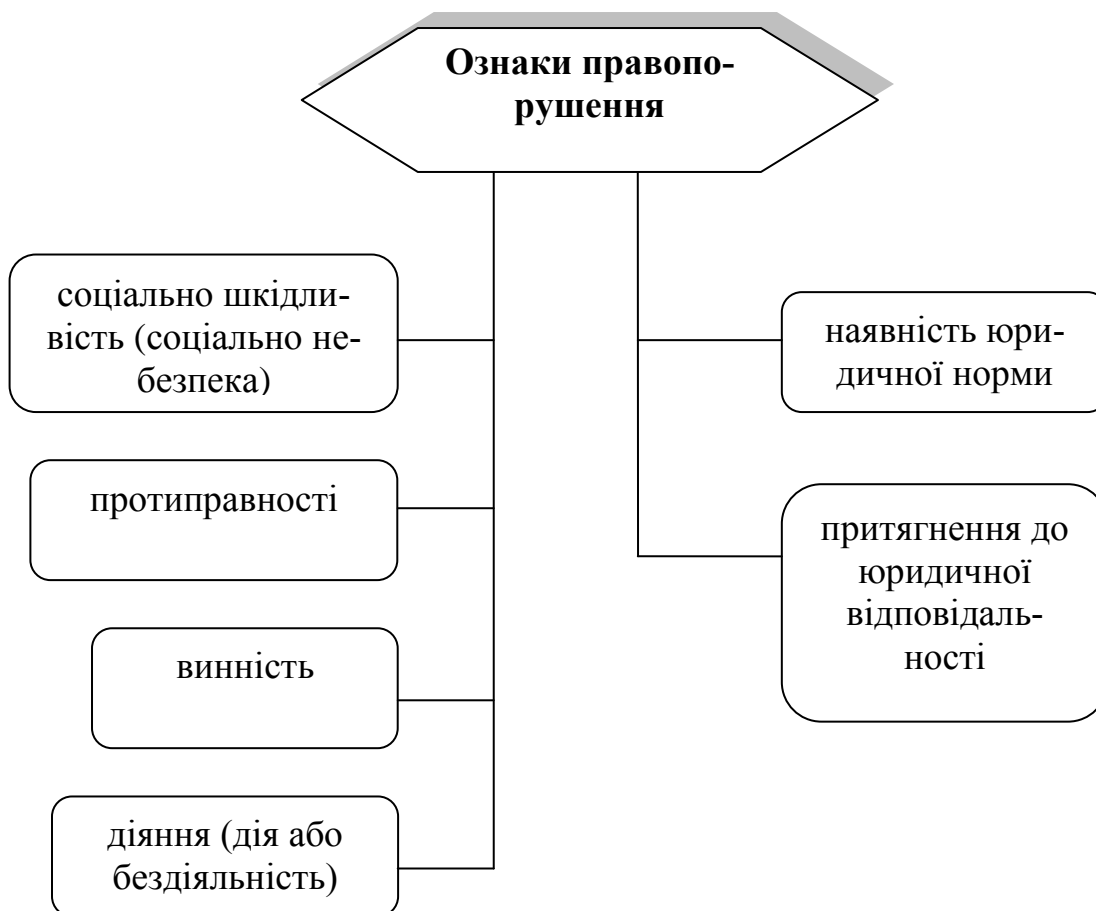 Ознаки правопо-
рушення
соціально шкідли-
вість (соціально не-
безпека)
протиправності
винність
діяння (дія або
бездіяльність)
наявність юри-
дичної норми
притягнення до
юридичної
відповідаль-
ності